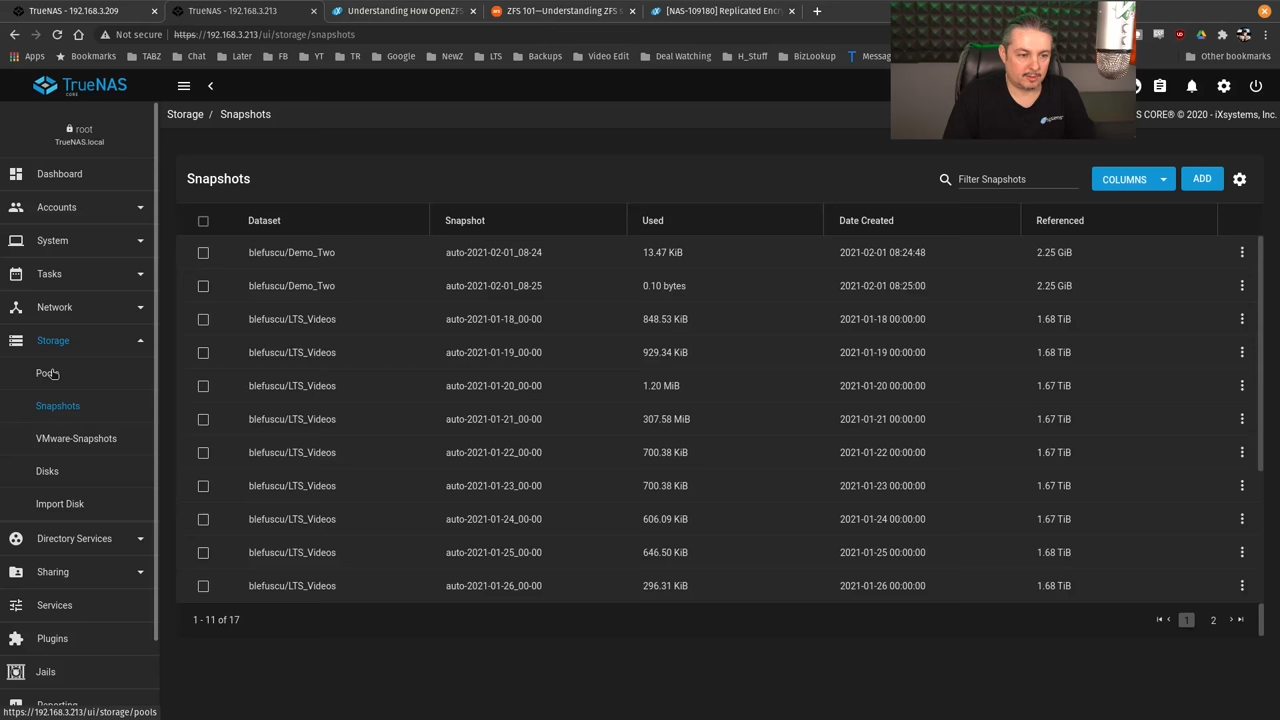 TrueNAS - 192.168.3.209 ×
TrueNAS - 192.168.3.213 ×
Understanding How OpenZFS ×
ZFS 101—Understanding ZFS s ×
[NAS-109180] Replicated Enc ×
+
Not secure https://192.168.3.213/ui/storage/snapshots
Apps Bookmarks TABZ Chat Later FB YT TR Google NewZ LTS Backups Video Edit Deal Watching H_Stuff BizLookup Messa Other bookmarks
TrueNAS
CORE
Storage / Snapshots
S CORE® © 2020 - iXsystems, Inc.
root
TrueNAS.local
Dashboard
Accounts
System
Tasks
Network
Storage
Pools
Snapshots
VMware-Snapshots
Disks
Import Disk
Directory Services
Sharing
Services
Plugins
Jails
Reporting
https://192.168.3.213/ui/storage/pools
Snapshots
Filter Snapshots
COLUMNS
ADD
Dataset Snapshot Used Date Created Referenced
blefuscu/Demo_Two auto-2021-02-01_08-24 13.47 KiB 2021-02-01 08:24:48 2.25 GiB
blefuscu/Demo_Two auto-2021-02-01_08-25 0.10 bytes 2021-02-01 08:25:00 2.25 GiB
blefuscu/LTS_Videos auto-2021-01-18_00-00 848.53 KiB 2021-01-18 00:00:00 1.68 TiB
blefuscu/LTS_Videos auto-2021-01-19_00-00 929.34 KiB 2021-01-19 00:00:00 1.68 TiB
blefuscu/LTS_Videos auto-2021-01-20_00-00 1.20 MiB 2021-01-20 00:00:00 1.67 TiB
blefuscu/LTS_Videos auto-2021-01-21_00-00 307.58 MiB 2021-01-21 00:00:00 1.67 TiB
blefuscu/LTS_Videos auto-2021-01-22_00-00 700.38 KiB 2021-01-22 00:00:00 1.67 TiB
blefuscu/LTS_Videos auto-2021-01-23_00-00 700.38 KiB 2021-01-23 00:00:00 1.67 TiB
blefuscu/LTS_Videos auto-2021-01-24_00-00 606.09 KiB 2021-01-24 00:00:00 1.67 TiB
blefuscu/LTS_Videos auto-2021-01-25_00-00 646.50 KiB 2021-01-25 00:00:00 1.68 TiB
blefuscu/LTS_Videos auto-2021-01-26_00-00 296.31 KiB 2021-01-26 00:00:00 1.68 TiB
1 - 11 of 17
1 2